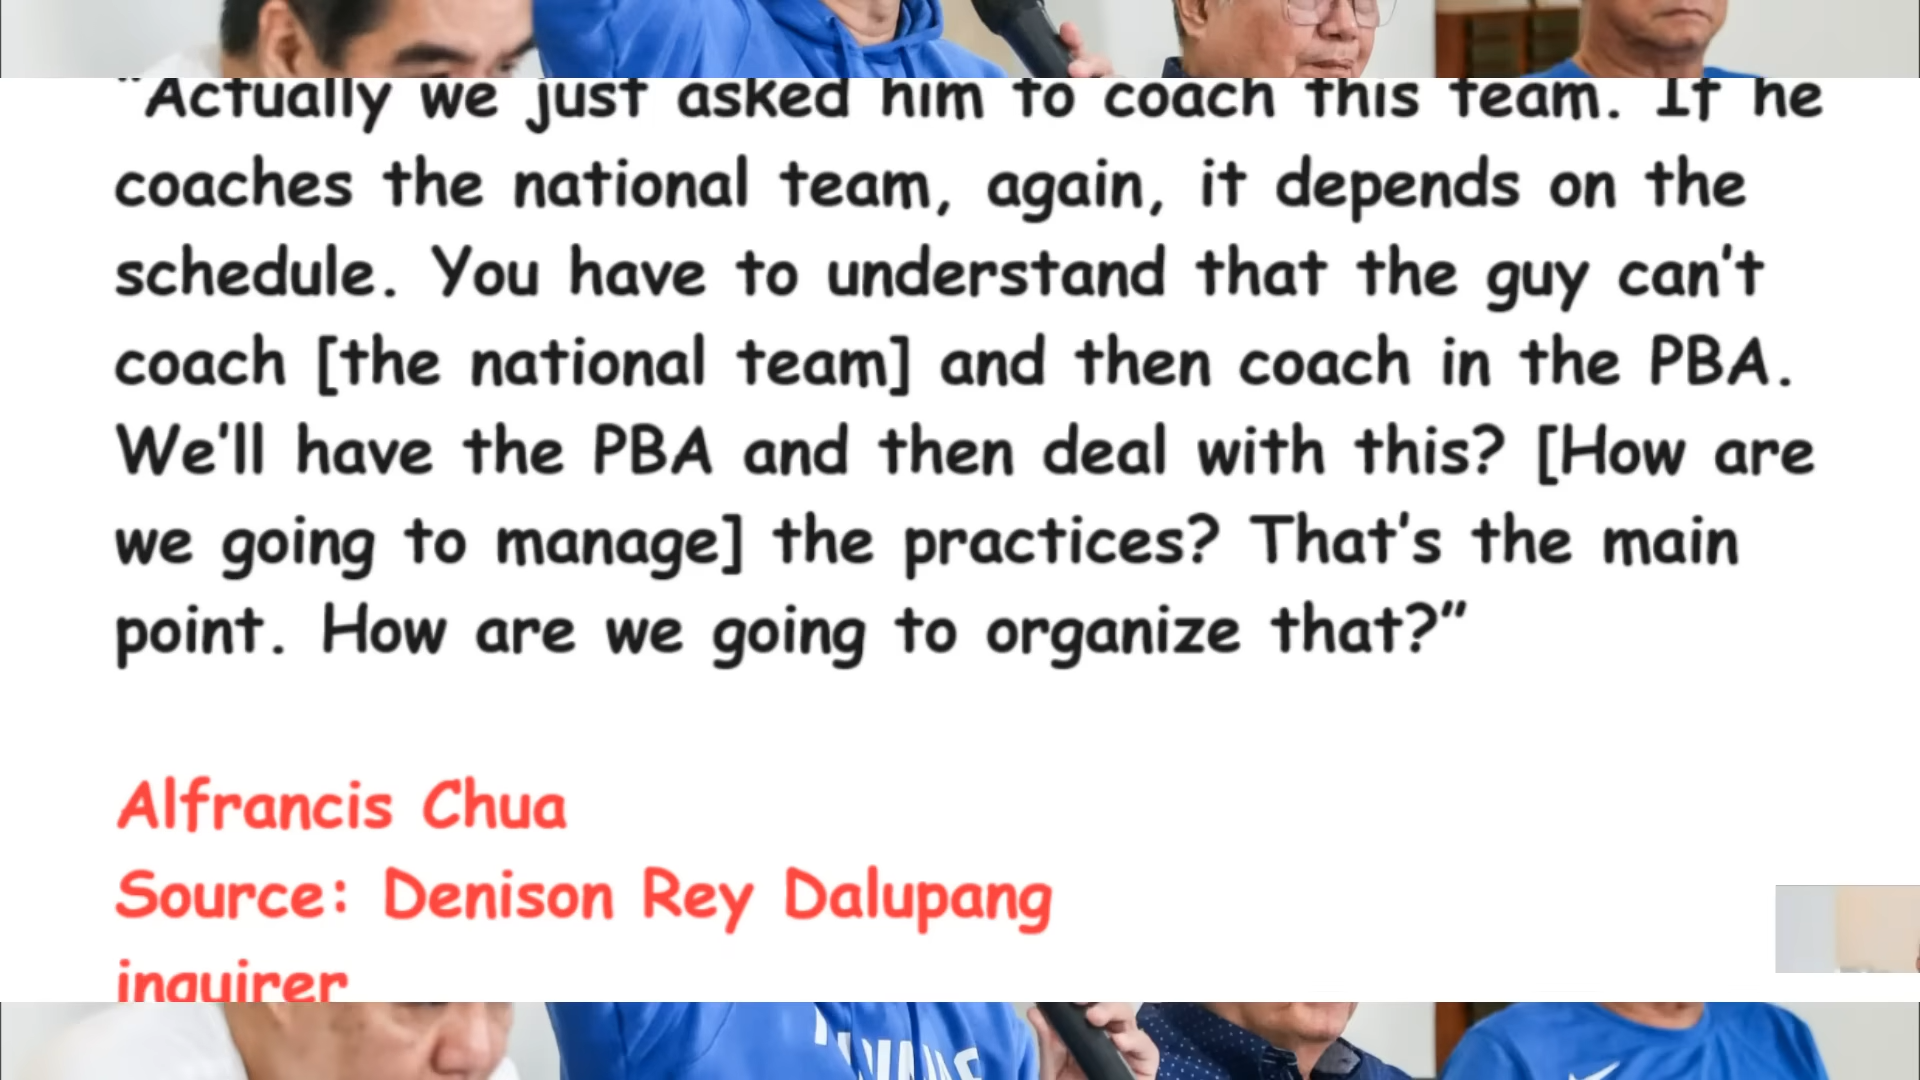 “Actually we just asked him to coach this team. If he
coaches the national team, again, it depends on the
schedule. You have to understand that the guy can’t
coach [the national team] and then coach in the PBA.
We’ll have the PBA and then deal with this? [How are
we going to manage] the practices? That’s the main
point. How are we going to organize that?”
Alfrancis Chua
Source: Denison Rey Dalupang
inquirer